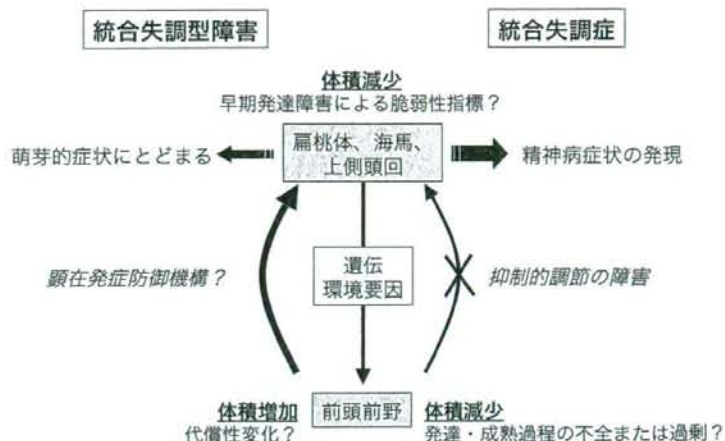 統合失調型障害
統合失調症
体積減少
早期発達障害による脆弱性指標？
扁桃体、海馬、
上側頭回
萌芽的症状にとどまる
精神病症状の発現
顕在発症防御機構？
遺伝
環境要因
抑制的調節の障害
体積増加
代償性変化？
前頭前野
体積減少
発達・成熟過程の不全または過剰？